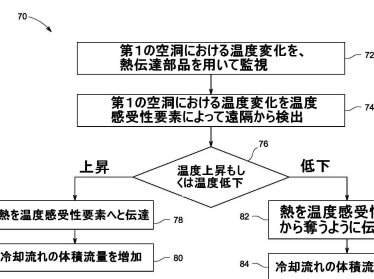 70
第1の空洞における温度変化を、
熱伝達部品を用いて監視
72
第1の空洞における温度変化を温度
感受性要素によって遠隔から検出
74
76
温度上昇もし
くは温度低下
上昇
低下
熱を温度感受性要素へと伝達
78
82
熱を温度感受
から奪うように伝
冷却流れの体積流量を増加
80
84
冷却流れの体積流